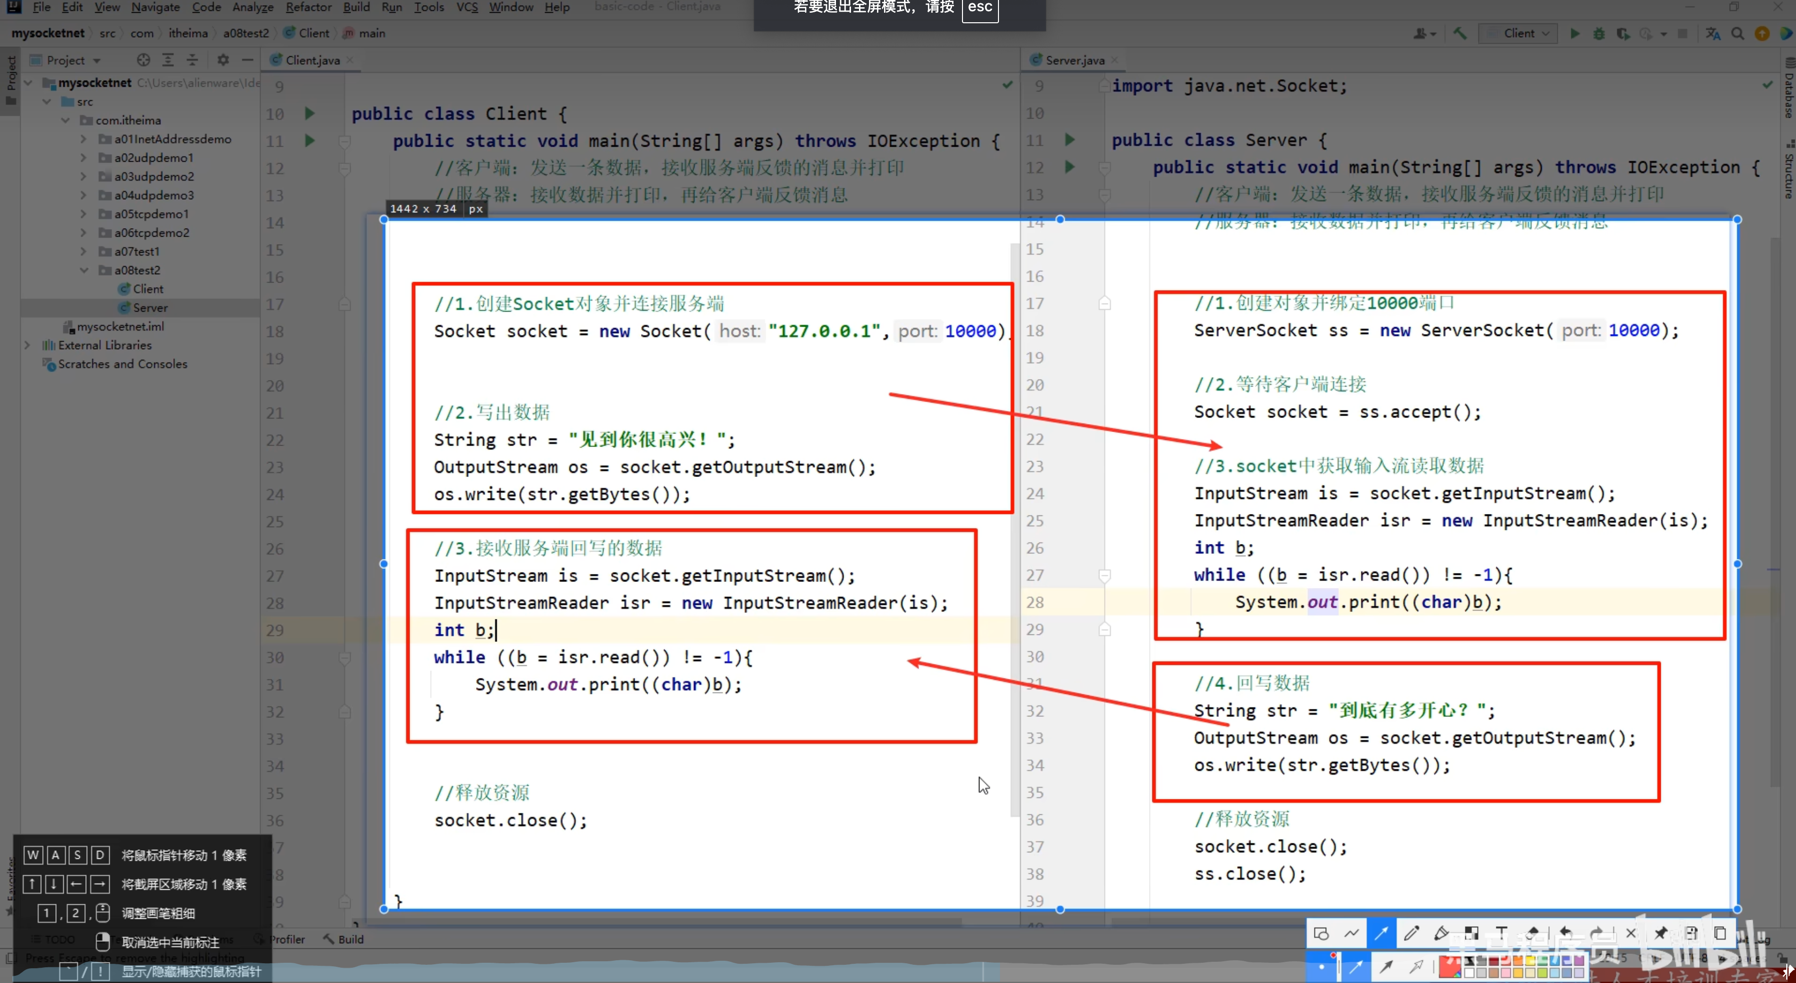 若要退出全屏模式，请按 esc
File Edit View Navigate Code Analyze Refactor Build Run Tools VCS Window Help basic-code - Client.java
mysocketnet src com itheima a08test2 Client main
Client
Project
Client.java
Server.java
Project
mysocketnet C:\Users\alienware\Ide
src
com.itheima
a01InetAddressdemo
a02udpdemo1
a03udpdemo2
a04udpdemo3
a05tcpdemo1
a06tcpdemo2
a07test1
a08test2
Client
Server
mysocketnet.iml
External Libraries
Scratches and Consoles
9
10 public class Client {
11 public static void main(String[] args) throws IOException {
12 //客户端：发送一条数据，接收服务端反馈的消息并打印
13 //服务器：接收数据并打印，再给客户端反馈消息
1442 x 734 px
14
15
16
17 //1.创建Socket对象并连接服务端
18 Socket socket = new Socket( host: "127.0.0.1", port: 10000)
19
20
21 //2.写出数据
22 String str = "见到你很高兴！";
23 OutputStream os = socket.getOutputStream();
24 os.write(str.getBytes());
25
26 //3.接收服务端回写的数据
27 InputStream is = socket.getInputStream();
28 InputStreamReader isr = new InputStreamReader(is);
29 int b;
30 while ((b = isr.read()) != -1){
31 System.out.print((char)b);
32 }
33
34
35 //释放资源
36 socket.close();
}
9 import java.net.Socket;
10
11 public class Server {
12 public static void main(String[] args) throws IOException {
13 //客户端：发送一条数据，接收服务端反馈的消息并打印
14 //服务器：接收数据并打印，再给客户端反馈消息
15
16
17 //1.创建对象并绑定10000端口
18 ServerSocket ss = new ServerSocket( port: 10000);
19
20 //2.等待客户端连接
21 Socket socket = ss.accept();
22
23 //3.socket中获取输入流读取数据
24 InputStream is = socket.getInputStream();
25 InputStreamReader isr = new InputStreamReader(is);
26 int b;
27 while ((b = isr.read()) != -1){
28 System.out.print((char)b);
29 }
30
31 //4.回写数据
32 String str = "到底有多开心？";
33 OutputStream os = socket.getOutputStream();
34 os.write(str.getBytes());
35
36 //释放资源
37 socket.close();
38 ss.close();
39
Database
Structure
W A S D 将鼠标指针移动 1 像素
↑ ↓ ← → 将截屏区域移动 1 像素
1 , 2 , 调整画笔粗细
取消选中当前标注
` / ! 显示/隐藏捕获的鼠标指针
Favorites
TODO Profiler Build
Press Escape to remove the highlighting
黑马程序员 bilibili